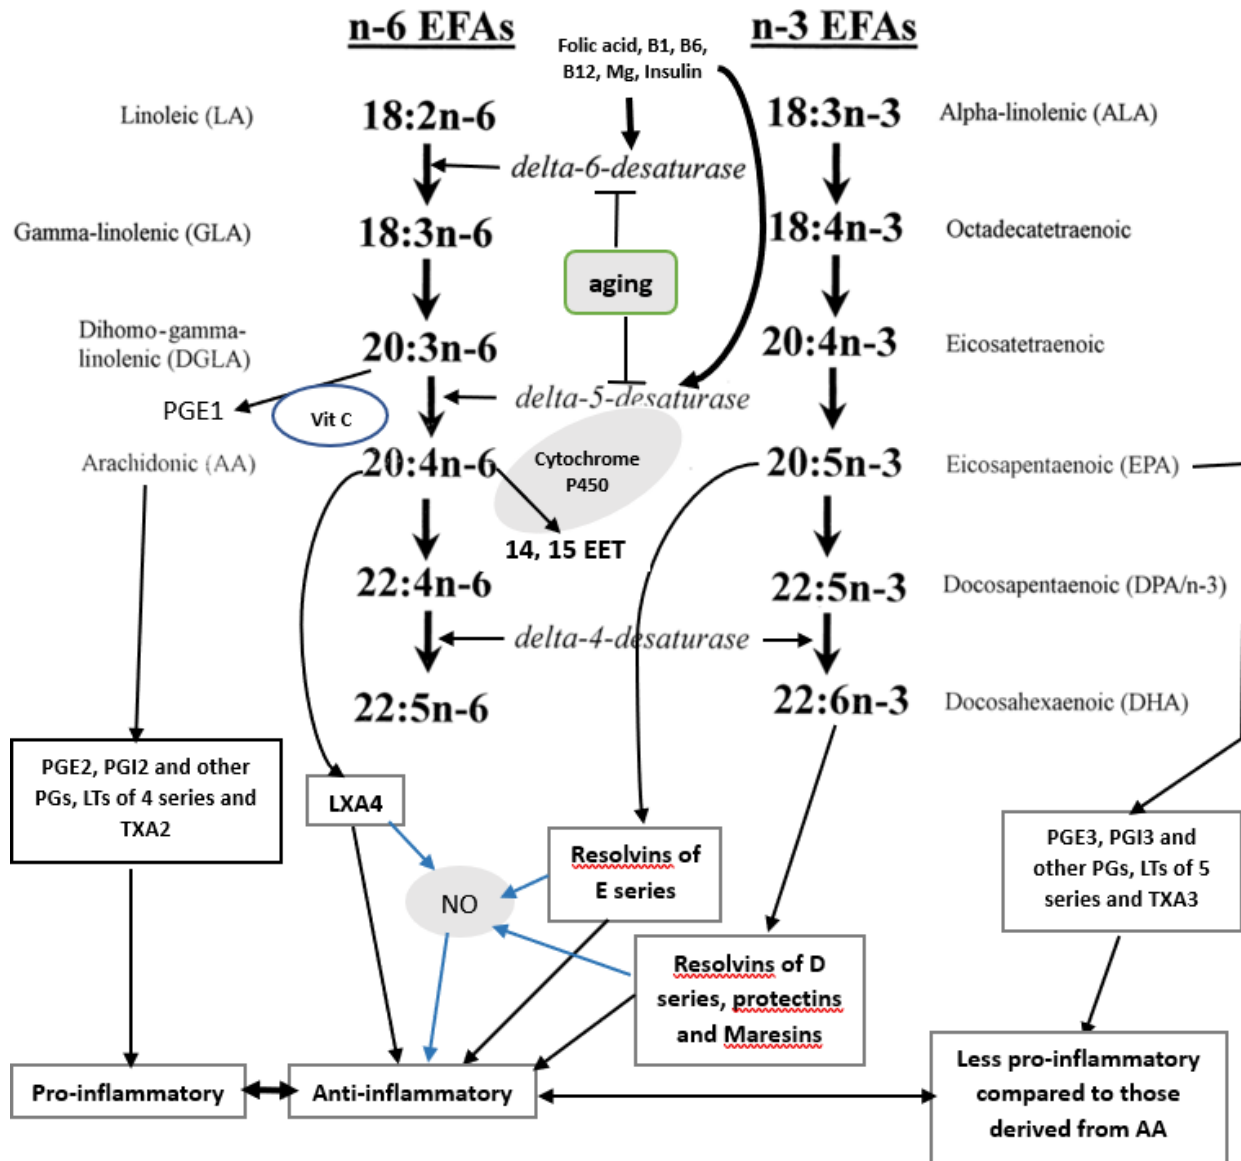 n-6 EFAs
n-3 EFAs
Folic acid, B1, B6,
B12, Mg, Insulin
Linoleic (LA)
18:2n-6
18:3n-3
Alpha-linolenic (ALA)
delta-6-desaturase
Gamma-linolenic (GLA)
18:3n-6
18:4n-3
Octadecatetraenoic
aging
Dihomo-gamma-
linolenic (DGLA)
20:3n-6
20:4n-3
Eicosatetraenoic
PGE1
Vit C
delta-5-desaturase
Arachidonic (AA)
20:4n-6
Cytochrome
P450
20:5n-3
Eicosapentaenoic (EPA)
14, 15 EET
22:4n-6
22:5n-3
Docosapentaenoic (DPA/n-3)
delta-4-desaturase
22:5n-6
22:6n-3
Docosahexaenoic (DHA)
PGE2, PGI2 and other
PGs, LTs of 4 series and
TXA2
LXA4
Resolvins of
E series
PGE3, PGI3 and
other PGs, LTs of 5
series and TXA3
NO
Resolvins of D
series, protectins
and Maresins
Pro-inflammatory
Anti-inflammatory
Less pro-inflammatory
compared to those
derived from AA